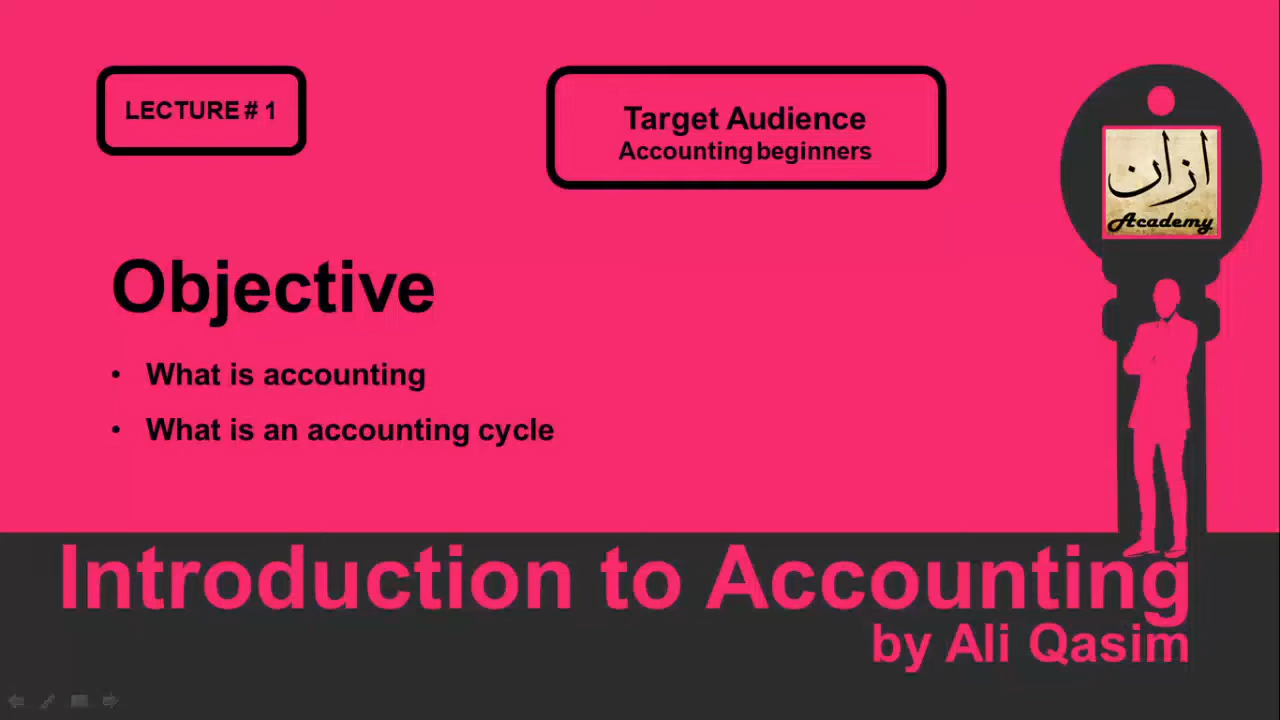 LECTURE # 1
Target Audience
Accounting beginners
ازان
Academy
Objective
• What is accounting
• What is an accounting cycle
Introduction to Accounting
by Ali Qasim